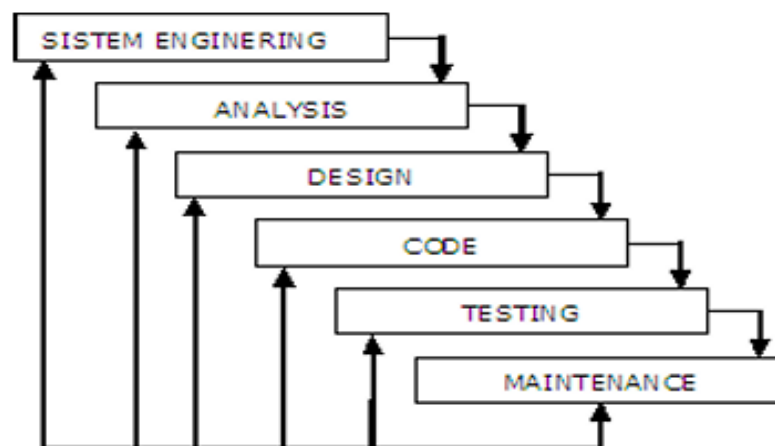 SISTEM ENGINERING
ANALYSIS
DESIGN
CODE
TESTING
MAINTENANCE